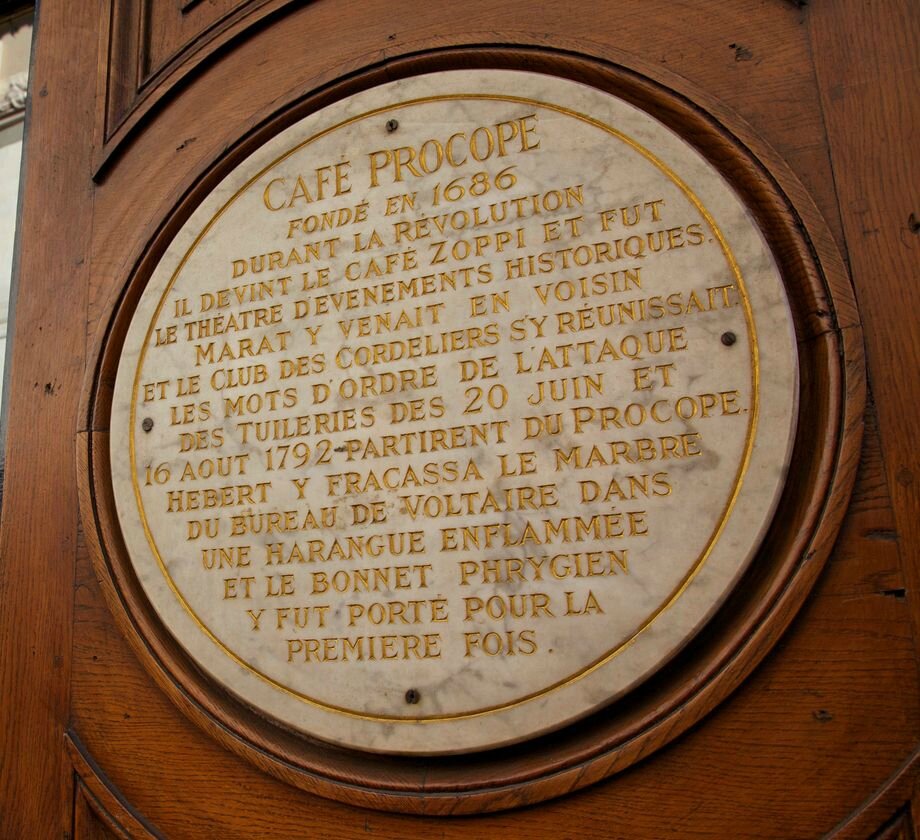 CAFÉ PROCOPE
FONDÉ EN 1686
DURANT LA RÉVOLUTION
IL DEVINT LE CAFÉ ZOPPI ET FUT
LE THÉATRE D'EVENEMENTS HISTORIQUES.
MARAT Y VENAIT EN VOISIN
ET LE CLUB DES CORDELIERS S'Y RÉUNISSAIT.
LES MOTS D'ORDRE DE L'ATTAQUE
DES TUILERIES DES 20 JUIN ET
16 AOUT 1792-PARTIRENT DU PROCOPE.
HEBERT Y FRACASSA LE MARBRE
DU BUREAU DE VOLTAIRE DANS
UNE HARANGUE ENFLAMMÉE
ET LE BONNET PHRYGIEN
Y FUT PORTÉ POUR LA
PREMIERE FOIS.